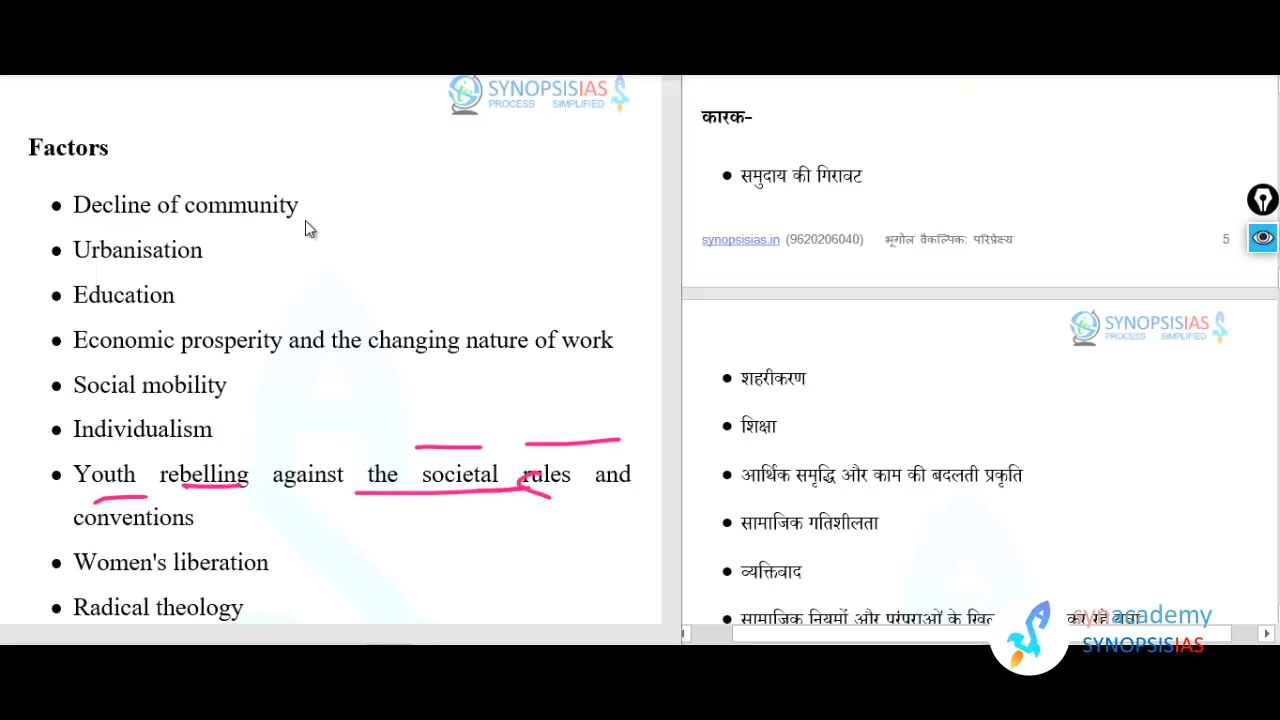 SYNOPSISIAS
PROCESS SIMPLIFIED
Factors
• Decline of community
• Urbanisation
• Education
• Economic prosperity and the changing nature of work
• Social mobility
• Individualism
• Youth rebelling against the societal rules and
conventions
• Women's liberation
• Radical theology
कारक-
• समुदाय की गिरावट
synopsisias.in (9620206040) भूगोल वैकल्पिक: परिप्रेक्ष्य 5
SYNOPSISIAS
PROCESS SIMPLIFIED
• शहरीकरण
• शिक्षा
• आर्थिक समृद्धि और काम की बदलती प्रकृति
• सामाजिक गतिशीलता
• व्यक्तिवाद
• सामाजिक नियमों और परंपराओं के
synacademy
SYNOPSISIAS